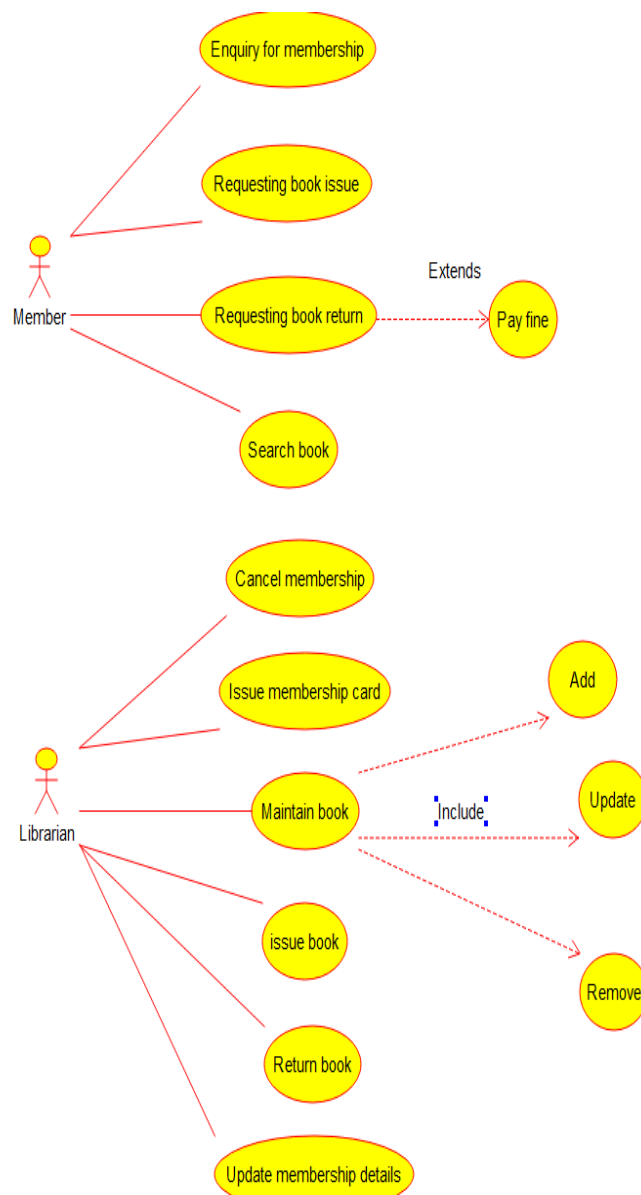 Enquiry for membership
Requesting book issue
Extends
Member
Requesting book return
Pay fine
Search book
Cancel membership
Add
Issue membership card
Librarian
Maintain book
Include
Update
issue book
Remove
Return book
Update membership details